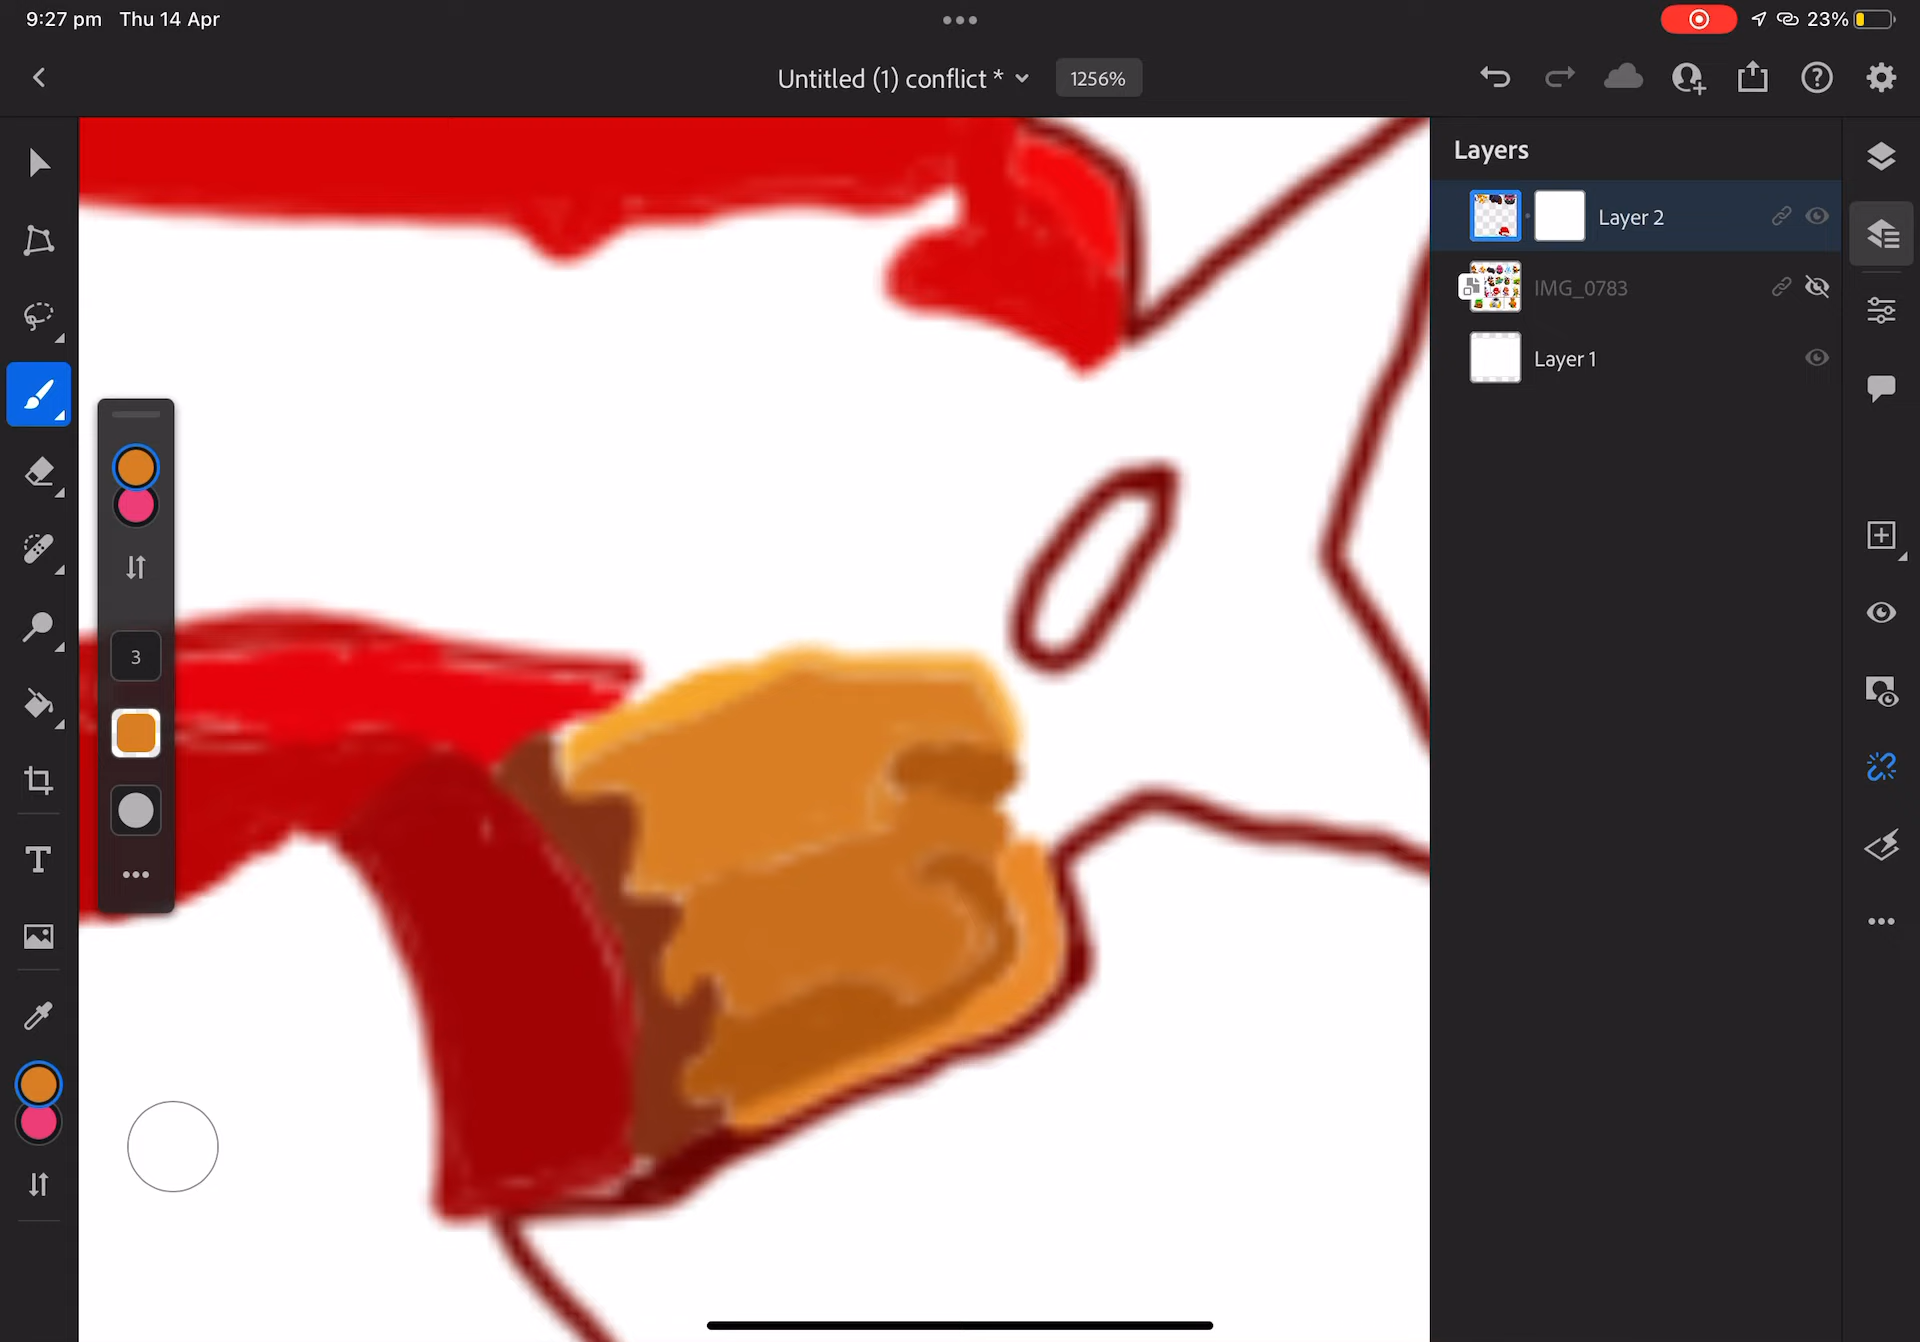 9:27 pm Thu 14 Apr
23%
Untitled (1) conflict *
1256%
Layers
Layer 2
IMG_0783
Layer 1
3
T